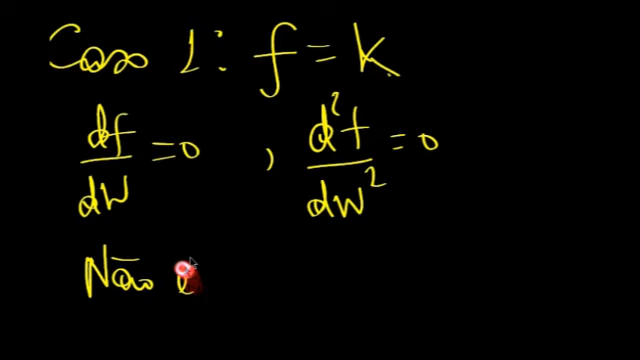 Caso 1: f = k
df/dW = 0 , d²f/dW² = 0
Não